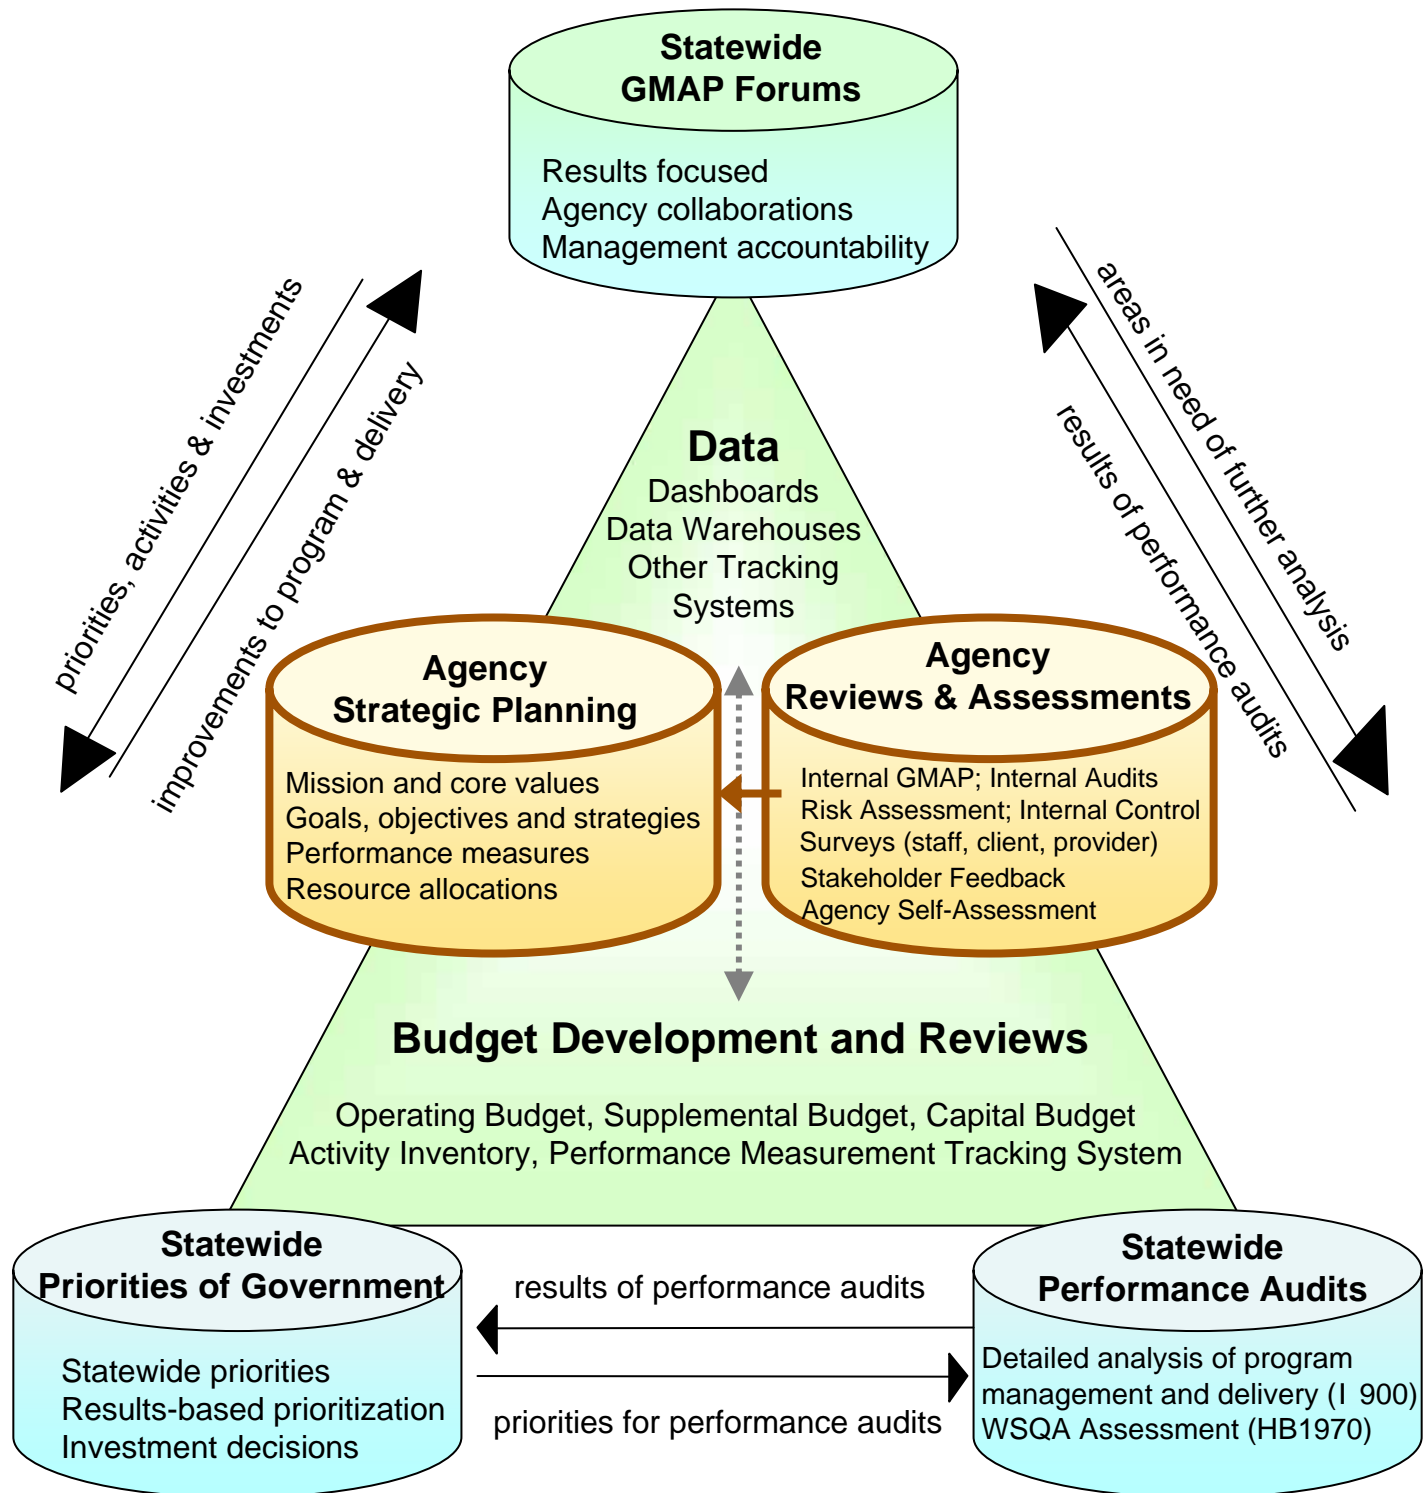 Statewide
GMAP Forums
Results focused
Agency collaborations
Management accountability
priorities, activities & investments
improvements to program & delivery
areas in need of further analysis
results of performance audits
Data
Dashboards
Data Warehouses
Other Tracking
Systems
Agency
Strategic Planning
Mission and core values
Goals, objectives and strategies
Performance measures
Resource allocations
Agency
Reviews & Assessments
Internal GMAP; Internal Audits
Risk Assessment; Internal Control
Surveys (staff, client, provider)
Stakeholder Feedback
Agency Self-Assessment
Budget Development and Reviews
Operating Budget, Supplemental Budget, Capital Budget
Activity Inventory, Performance Measurement Tracking System
Statewide
Priorities of Government
Statewide priorities
Results-based prioritization
Investment decisions
results of performance audits
priorities for performance audits
Statewide
Performance Audits
Detailed analysis of program
management and delivery (I 900)
WSQA Assessment (HB1970)